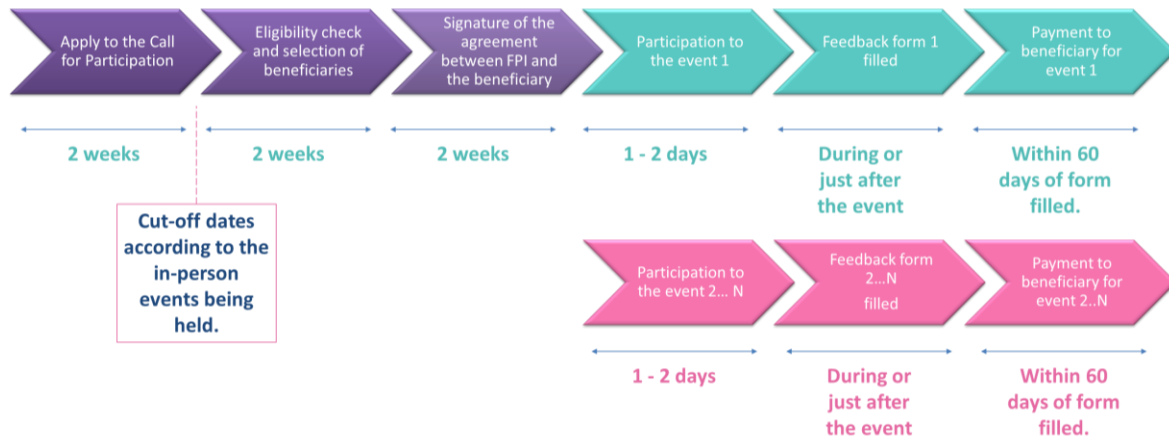 Apply to the Call
for Participation
Eligibility check
and selection of
beneficiaries
Signature of the
agreement
between FPI and
the beneficiary
Participation to
the event 1
Feedback form 1
filled
Payment to
beneficiary for
event 1
2 weeks
2 weeks
2 weeks
1 - 2 days
During or
just after
the event
Within 60
days of form
filled.
Cut-off dates
according to the
in-person
events being
held.
Participation to
the event 2... N
Feedback form
2...N
filled
Payment to
beneficiary for
event 2..N
1 - 2 days
During or
just after
the event
Within 60
days of form
filled.